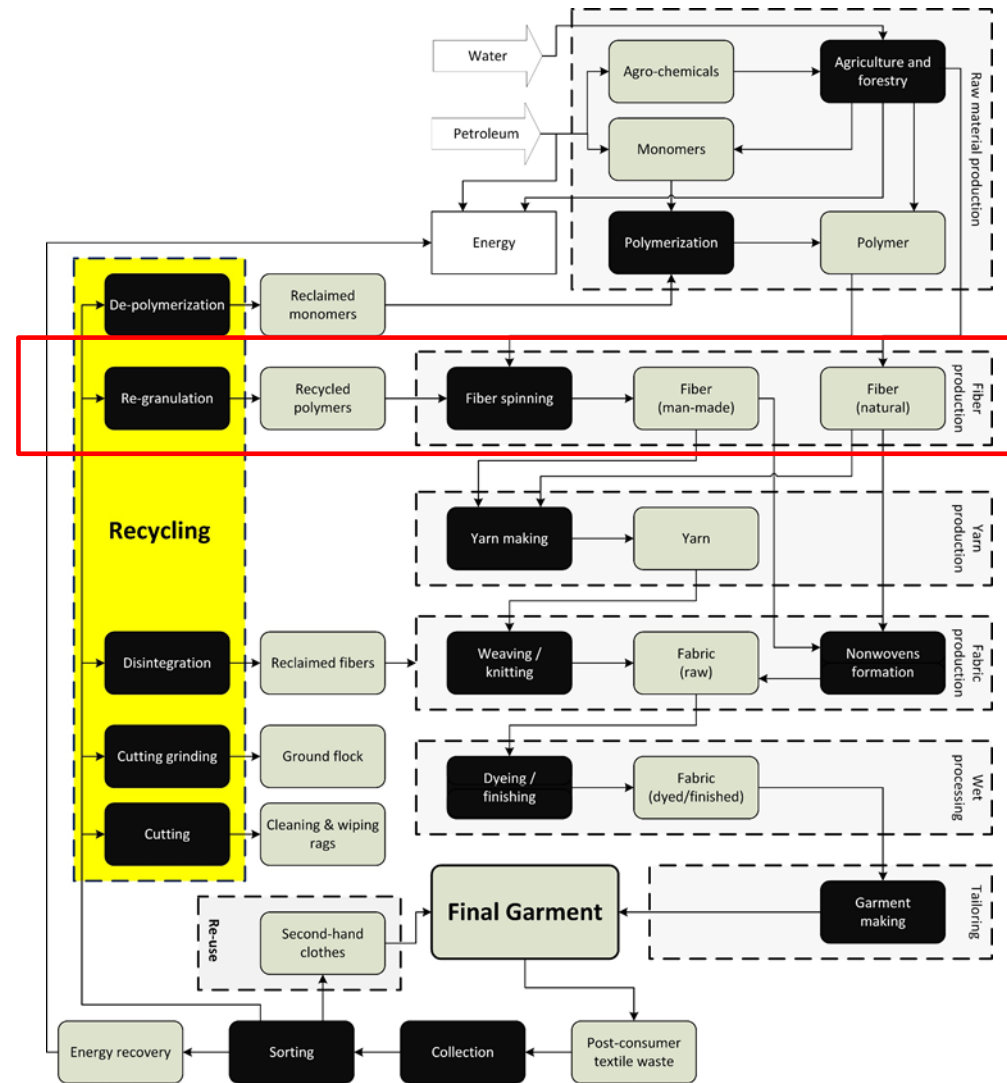 Water
Petroleum
Agro-chemicals
Agriculture and
forestry
Monomers
Raw material production
Energy
Polymerization
Polymer
De-polymerization
Reclaimed
monomers
Re-granulation
Recycled
polymers
Fiber spinning
Fiber
(man-made)
Fiber
(natural)
Fiber
production
Recycling
Yarn making
Yarn
Yarn
production
Disintegration
Reclaimed fibers
Weaving /
knitting
Fabric
(raw)
Nonwovens
formation
Fabric
production
Cutting grinding
Ground flock
Dyeing /
finishing
Fabric
(dyed/finished)
Wet
processing
Cutting
Cleaning & wiping
rags
Re-use
Second-hand
clothes
Final Garment
Garment
making
Tailoring
Energy recovery
Sorting
Collection
Post-consumer
textile waste